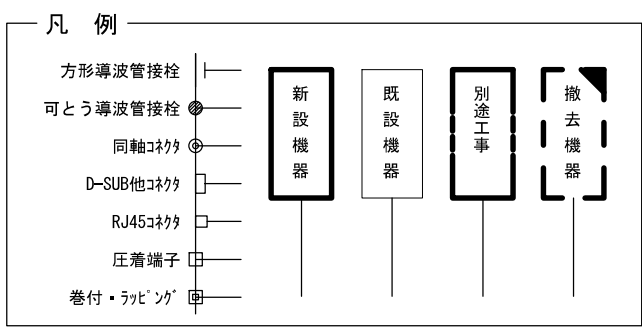 凡 例
方形導波管接栓
可とう導波管接栓
同軸ｺﾈｸﾀ
D-SUB他ｺﾈｸﾀ
RJ45ｺﾈｸﾀ
圧着端子
巻付・ﾗｯﾋﾟﾝｸﾞ
新設機器
既設機器
別途工事
撤去機器